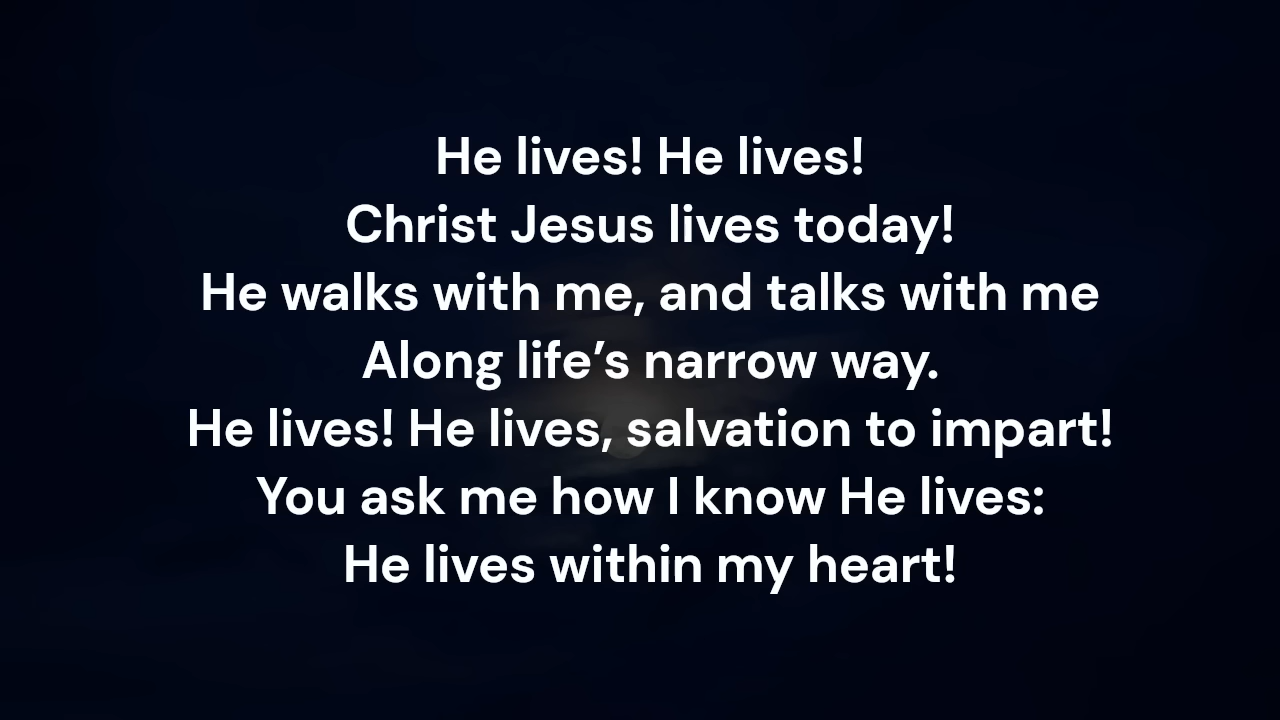 He lives! He lives!
Christ Jesus lives today!
He walks with me, and talks with me
Along life’s narrow way.
He lives! He lives, salvation to impart!
You ask me how I know He lives:
He lives within my heart!